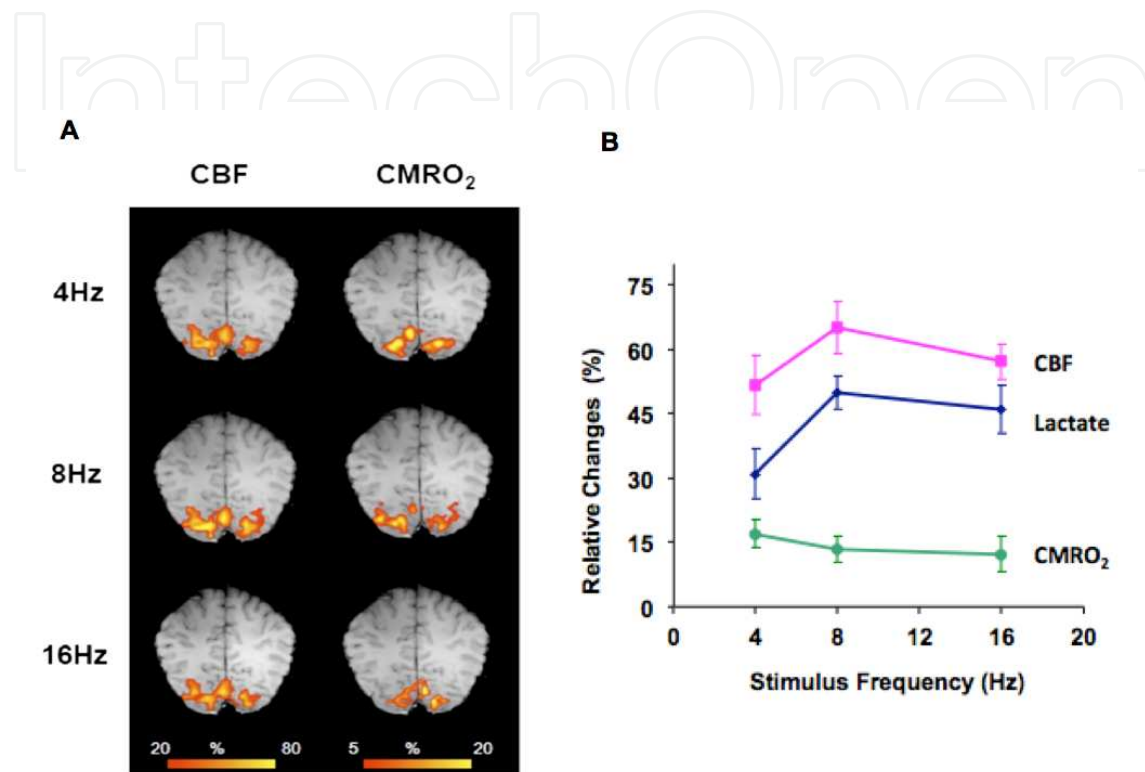 IntechOpen
A
CBF CMRO₂
4Hz
8Hz
16Hz
20 % 80 5 % 20
B
Relative Changes (%)
75
60
45
30
15
0
0 4 8 12 16 20
Stimulus Frequency (Hz)
CBF
Lactate
CMRO₂